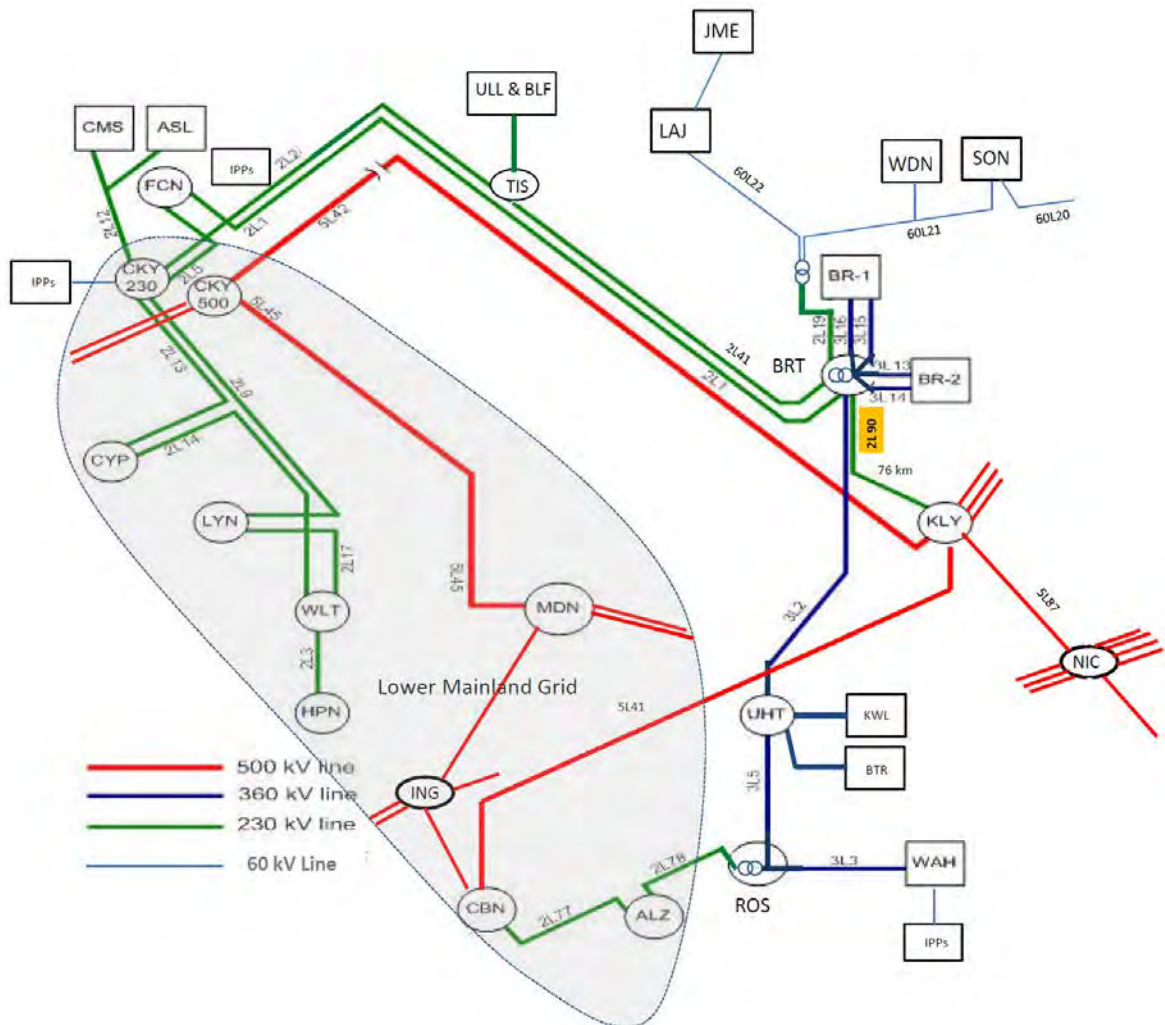 JME
ULL & BLF
CMS
ASL
LAJ
IPPs
2L2
WDN
SON
FCN
TIS
60L22
2L12
2L1
5L42
60L20
60L21
IPPs
CKY
230
2L5
CKY
500
BR-1
5L45
2L19
3L16
3L15
2L41
2L13
2L9
2L1
BRT
3L13
BR-2
3L14
2L90
CYP
2L14
76 km
LYN
KLY
2L17
5L45
WLT
MDN
3L2
5L87
2L3
NIC
Lower Mainland Grid
HPN
5L41
UHT
KWL
BTR
500 kV line
3L5
360 kV line
ING
230 kV line
60 kV Line
2L78
3L3
WAH
CBN
2L77
ALZ
ROS
IPPs